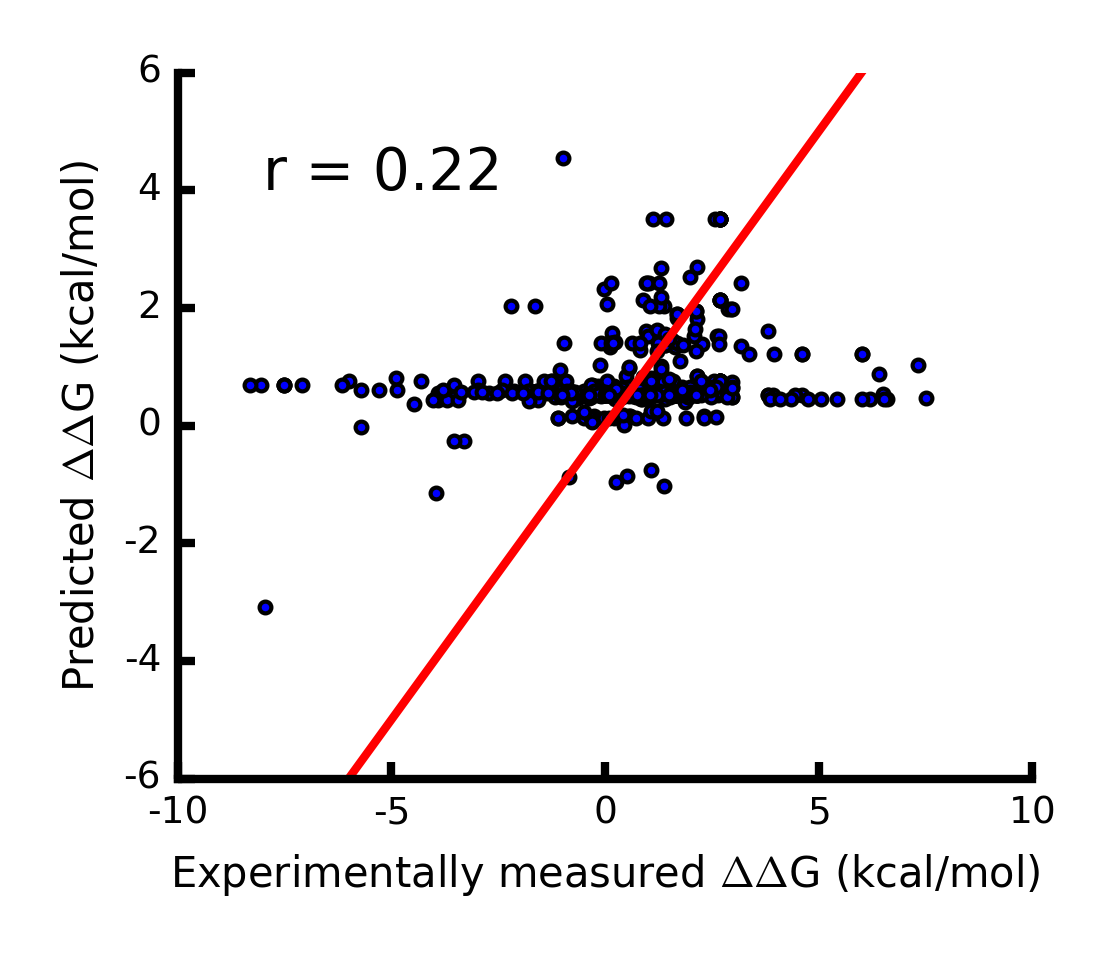 r = 0.22
6
4
2
0
-2
-4
-6
Predicted ΔΔG (kcal/mol)
-10 -5 0 5 10
Experimentally measured ΔΔG (kcal/mol)